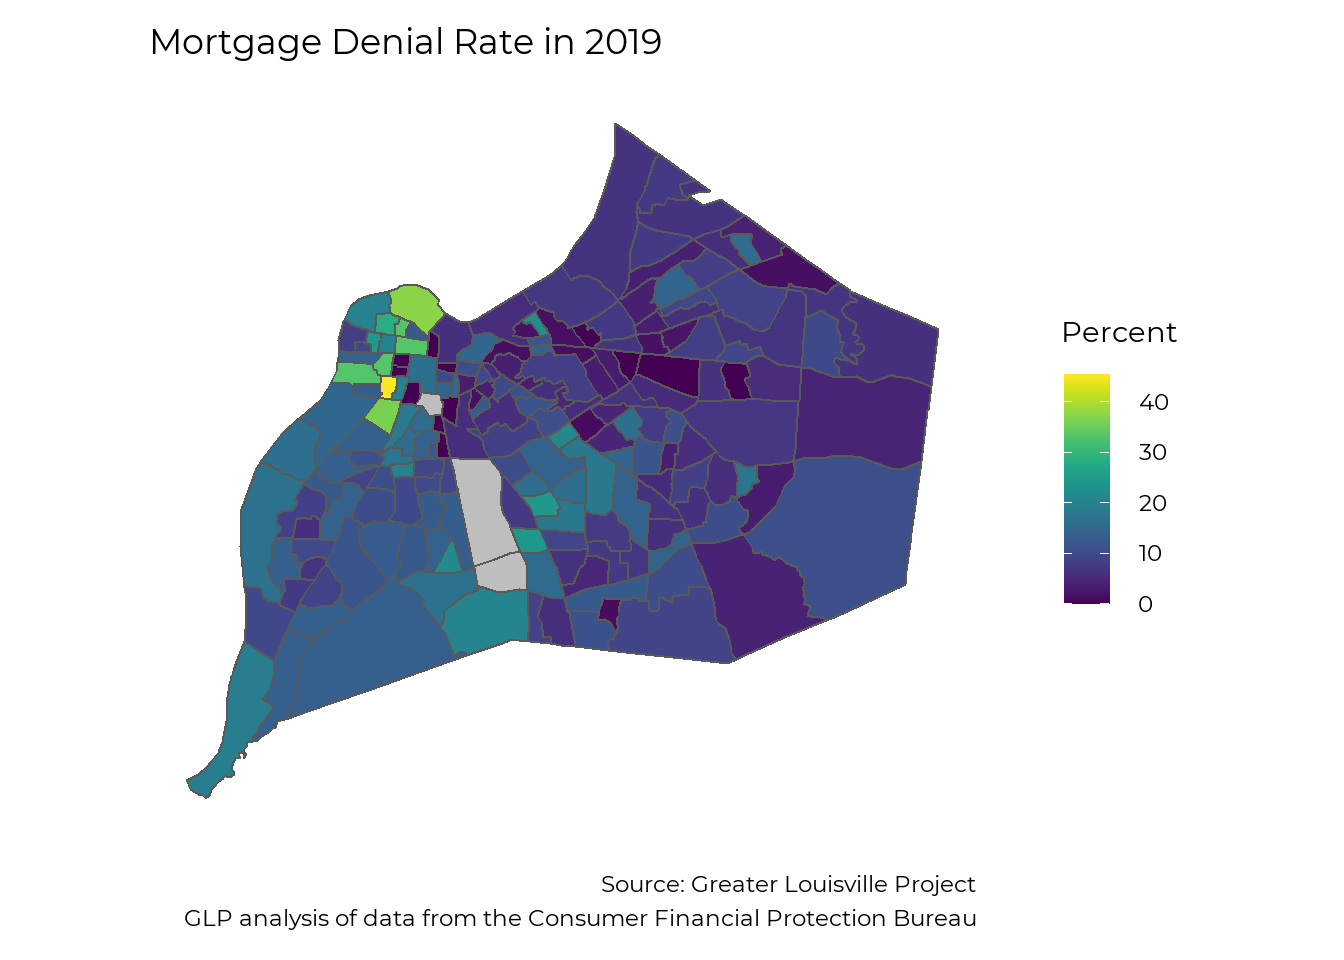 Mortgage Denial Rate in 2019
Percent
40
30
20
10
0
Source: Greater Louisville Project
GLP analysis of data from the Consumer Financial Protection Bureau